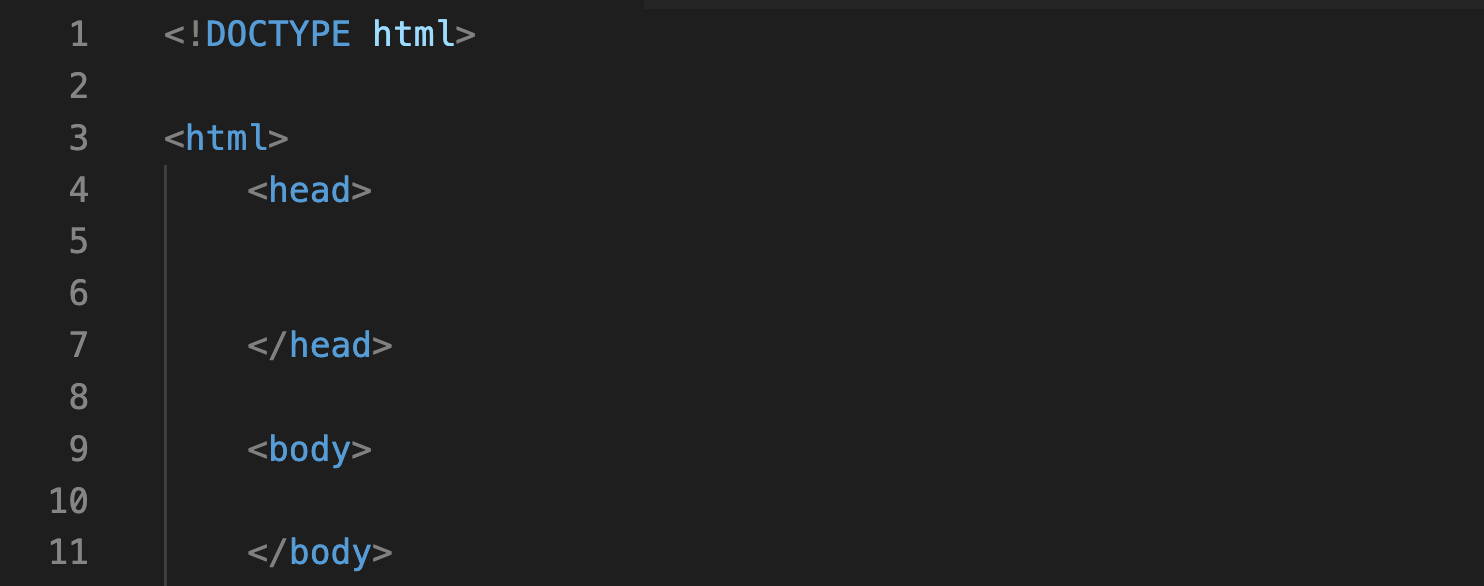 1 <!DOCTYPE html>
2
3 <html>
4 <head>
5
6
7 </head>
8
9 <body>
10
11 </body>